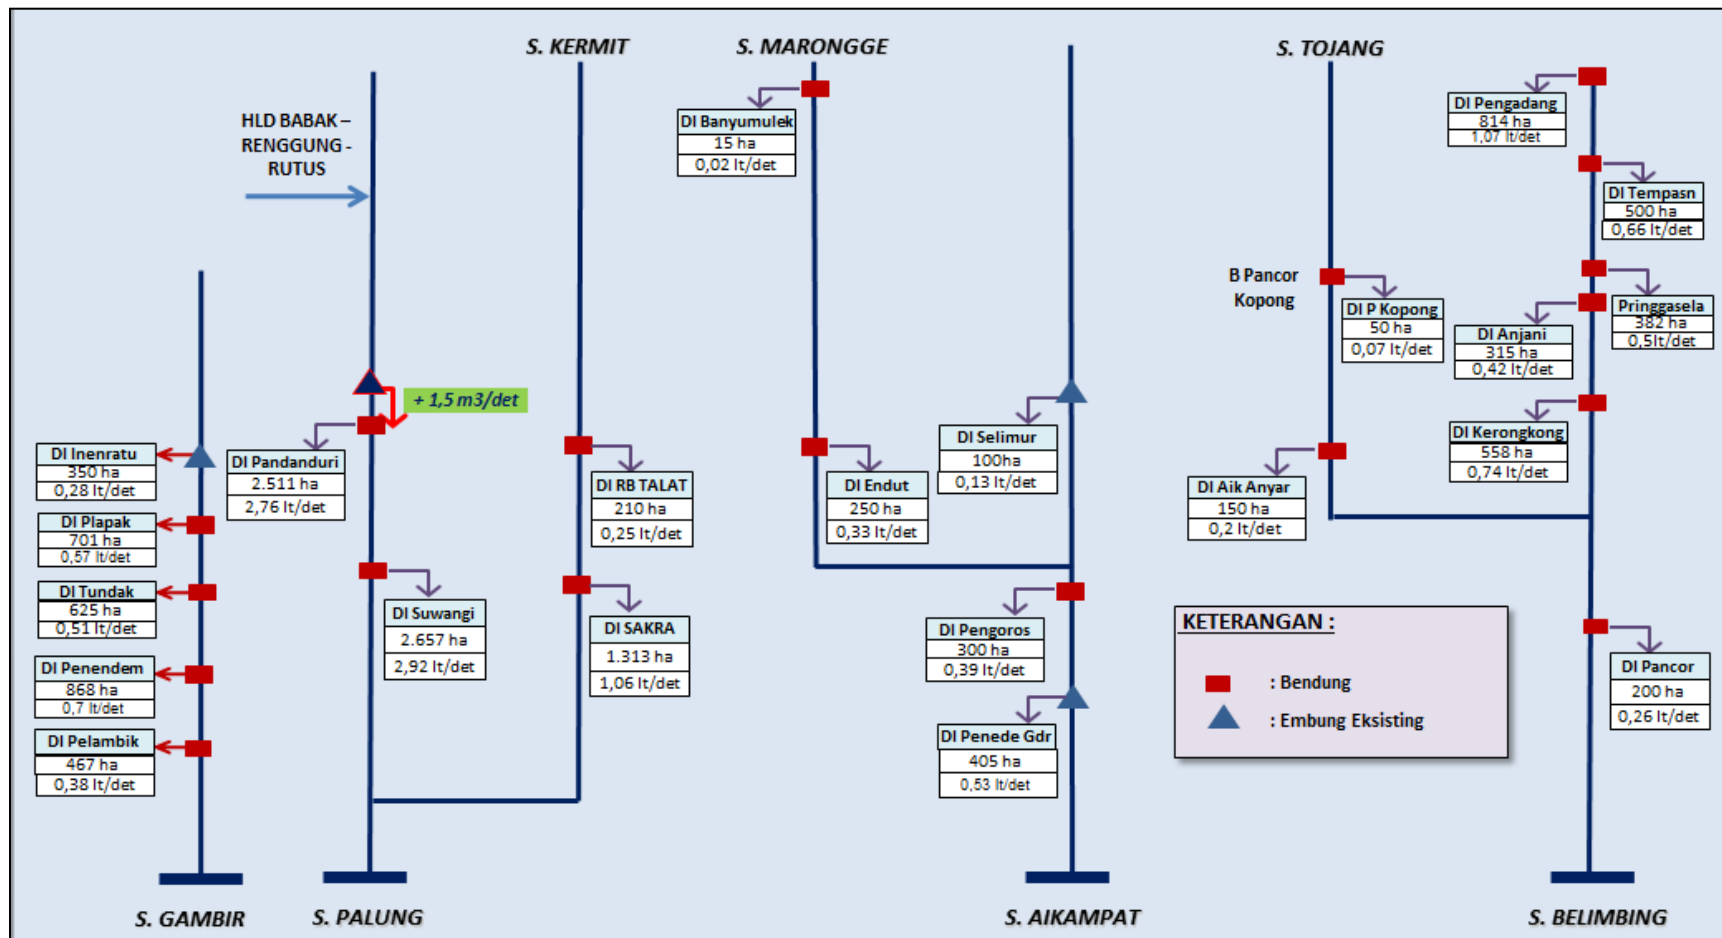 S. KERMIT
S. MARONGGE
S. TOJANG
HLD BABAK –
RENGGUNG -
RUTUS
DI Banyumulek
15 ha
0,02 lt/det
DI Pengadang
814 ha
1,07 lt/det
DI Tempasn
500 ha
0,66 lt/det
B Pancor
Kopong
DI P Kopong
50 ha
0,07 lt/det
Pringgasela
382 ha
0,5lt/det
DI Anjani
315 ha
0,42 lt/det
+ 1,5 m3/det
DI Kerongkong
558 ha
0,74 lt/det
DI Inenratu
350 ha
0,28 lt/det
DI Pandanduri
2.511 ha
2,76 lt/det
DI RB TALAT
210 ha
0,25 lt/det
DI Endut
250 ha
0,33 lt/det
DI Selimur
100ha
0,13 lt/det
DI Aik Anyar
150 ha
0,2 lt/det
DI Plapak
701 ha
0,57 lt/det
DI Tundak
625 ha
0,51 lt/det
DI Suwangi
2.657 ha
2,92 lt/det
DI SAKRA
1.313 ha
1,06 lt/det
DI Pengoros
300 ha
0,39 lt/det
KETERANGAN :
: Bendung
: Embung Eksisting
DI Pancor
200 ha
0,26 lt/det
DI Penendem
868 ha
0,7 lt/det
DI Pelambik
467 ha
0,38 lt/det
DI Penede Gdr
405 ha
0,53 lt/det
S. GAMBIR
S. PALUNG
S. AIKAMPAT
S. BELIMBING